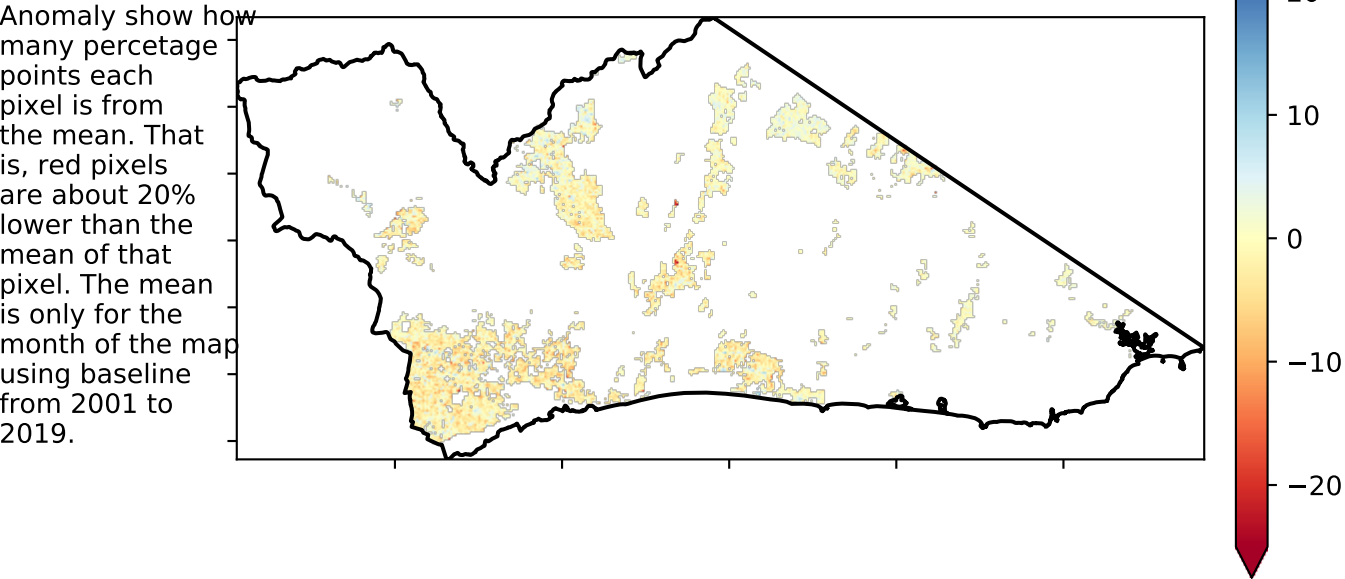 Anomaly show how
many percetage
points each
pixel is from
the mean. That
is, red pixels
are about 20%
lower than the
mean of that
pixel. The mean
is only for the
month of the map
using baseline
from 2001 to
2019.
10
0
−10
−20